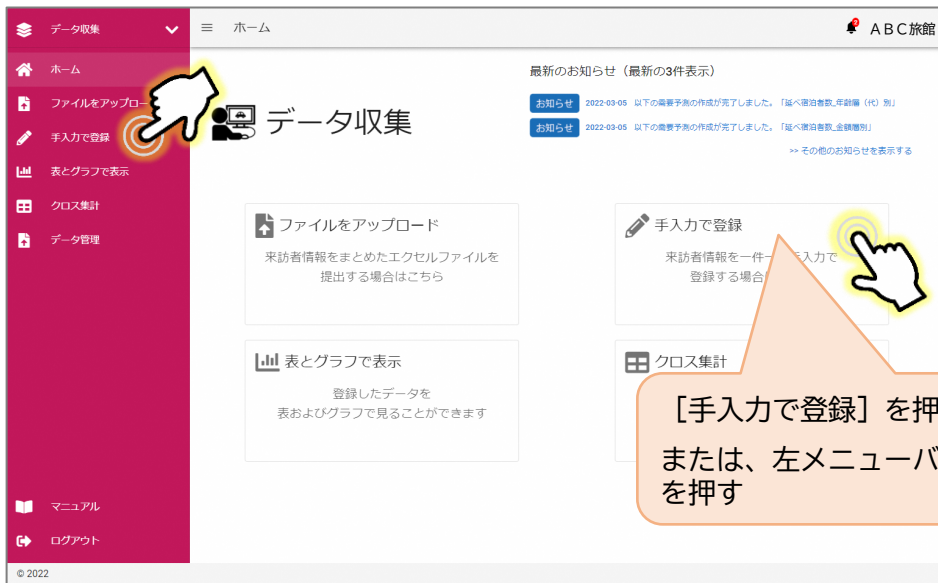 データ収集
ホーム
ABC旅館
2
ホーム
ファイルをアップロー
手入力で登録
表とグラフで表示
クロス集計
データ管理
マニュアル
ログアウト
© 2022
データ収集
最新のお知らせ（最新の3件表示）
お知らせ 2022-03-05 以下の需要予測の作成が完了しました。「延べ宿泊者数_年齢層（代）別」
お知らせ 2022-03-05 以下の需要予測の作成が完了しました。「延べ宿泊者数_金額層別」
>> その他のお知らせを表示する
ファイルをアップロード
来訪者情報をまとめたエクセルファイルを
提出する場合はこちら
手入力で登録
来訪者情報を一件一 手入力で
登録する場合
表とグラフで表示
登録したデータを
表およびグラフで見ることができます
クロス集計
［手入力で登録］を押
または、左メニューバ
を押す